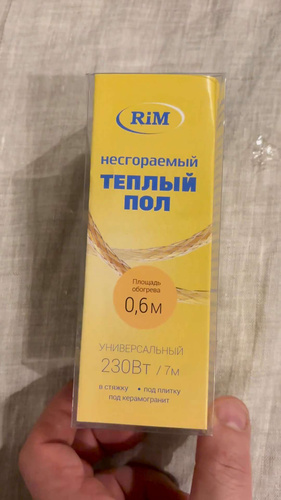 RiM
несгораемый
ТЕПЛЫЙ
ПОЛ
Площадь
обогрева
0,6м
УНИВЕРСАЛЬНЫЙ
230Вт / 7м
в стяжку • под плитку
под керамогранит